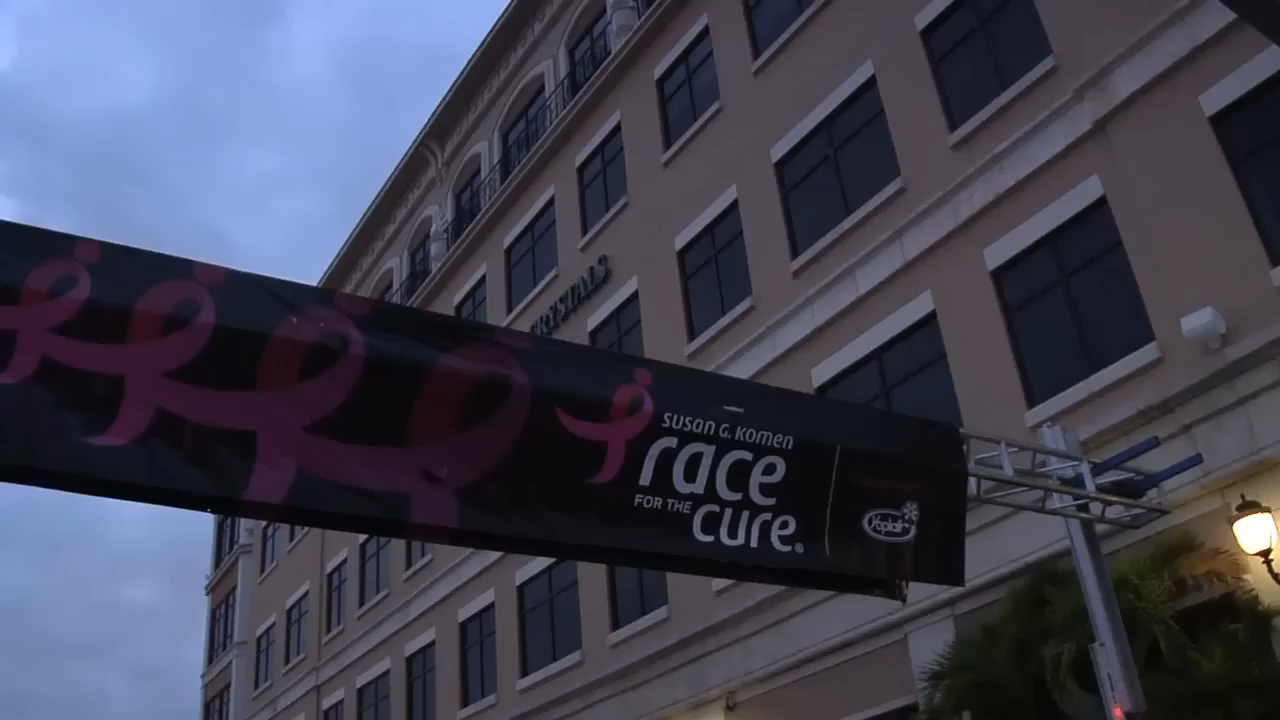 CRYSTALS
SUSAN G. KOMEN
race
FOR THE
cure®
Yoplait